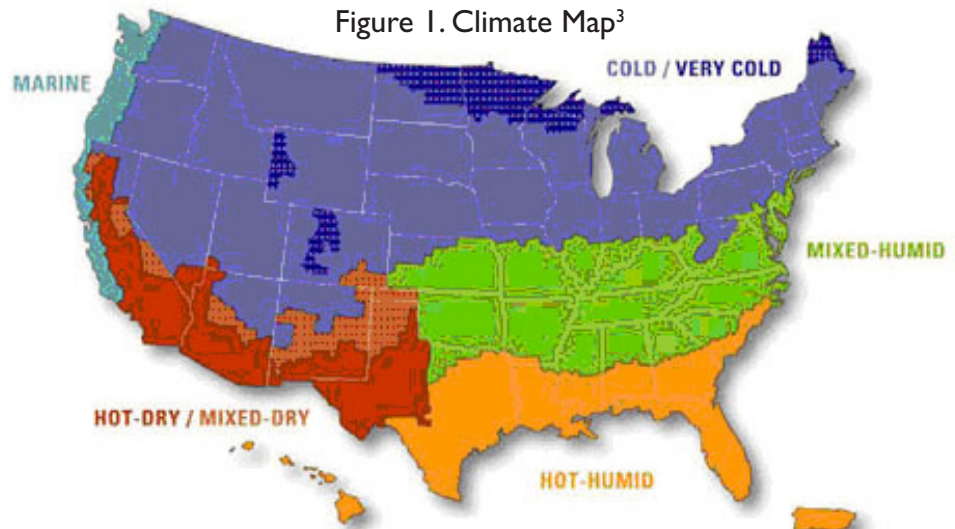 Figure 1. Climate Map³
MARINE
COLD / VERY COLD
MIXED-HUMID
HOT-DRY / MIXED-DRY
HOT-HUMID